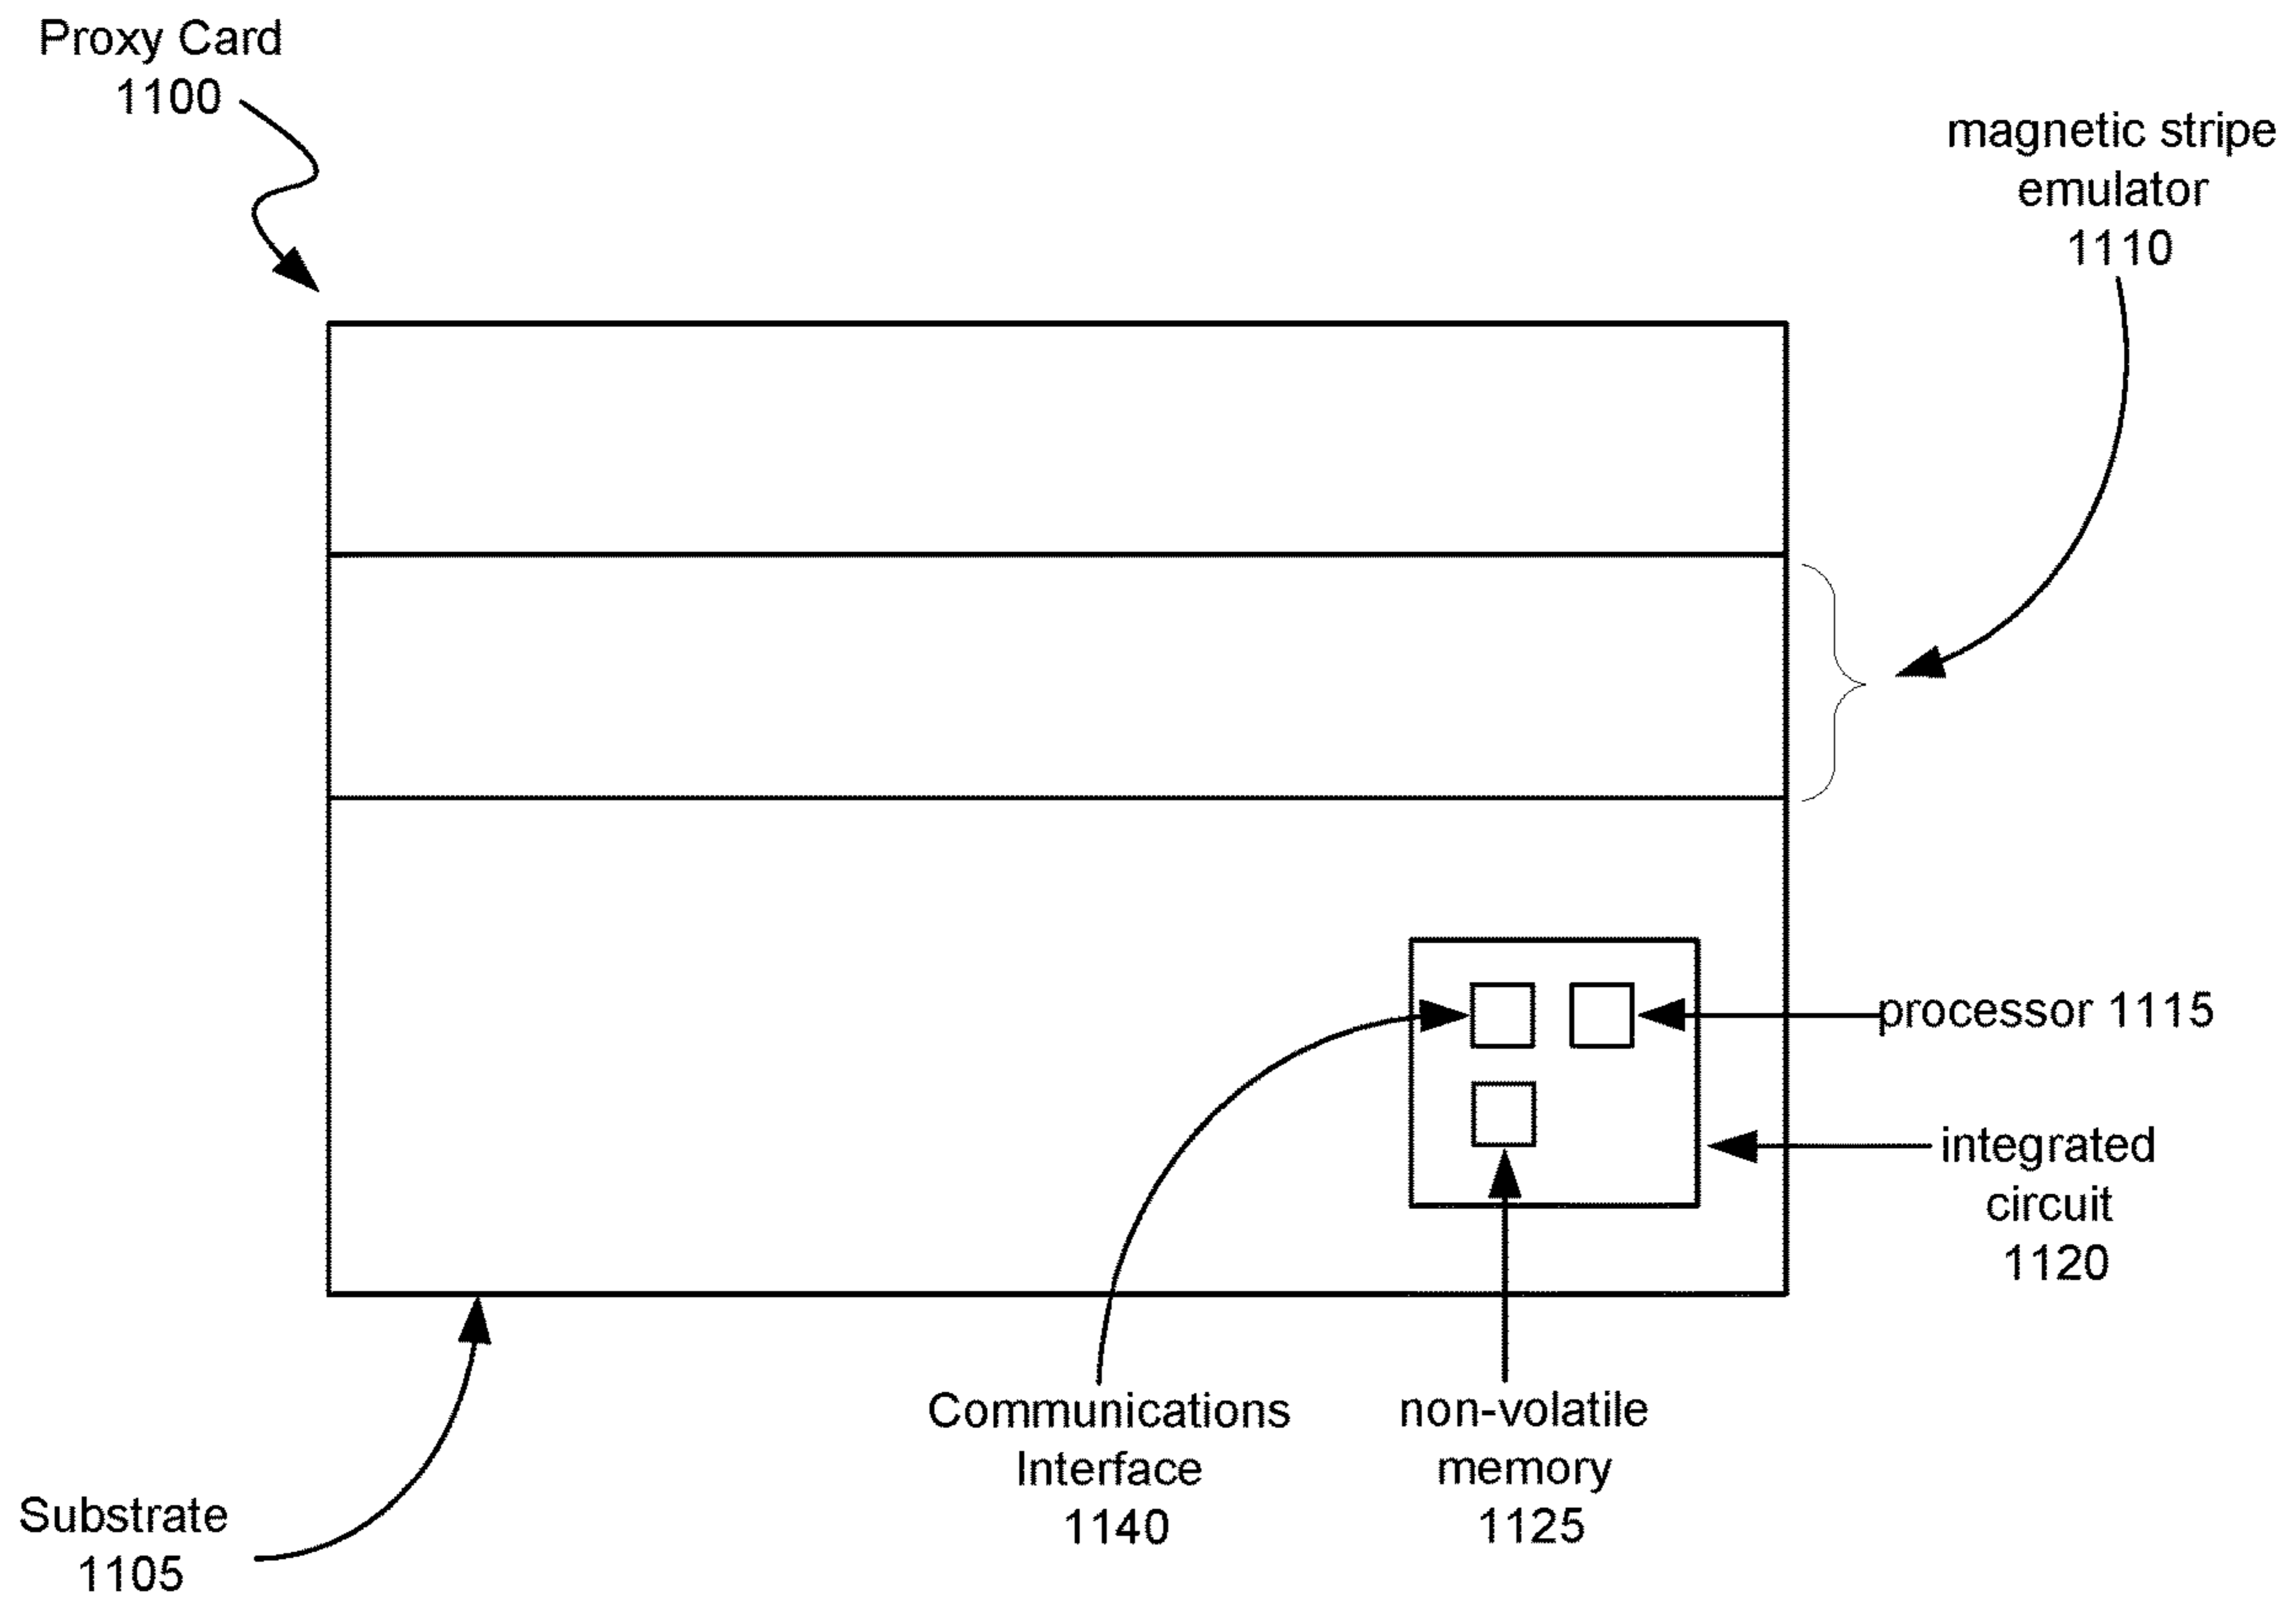 Proxy Card
1100
magnetic stripe
emulator
1110
processor 1115
integrated
circuit
1120
Communications
Interface
1140
non-volatile
memory
1125
Substrate
1105